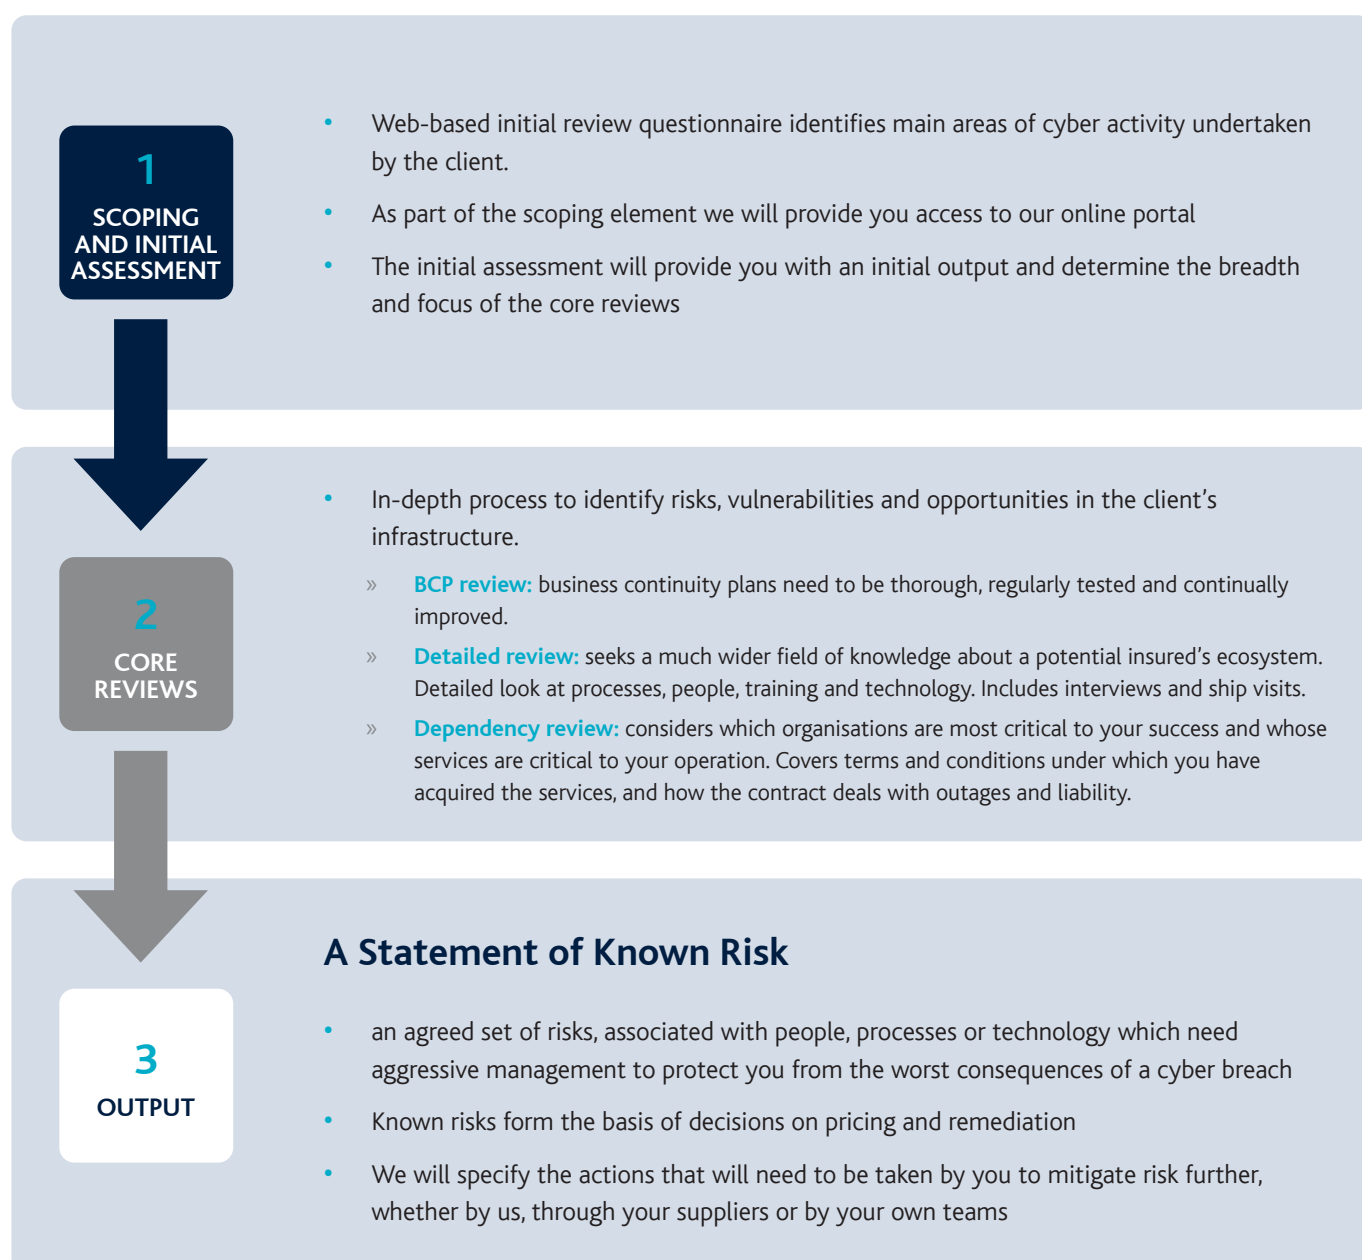 1
SCOPING
AND INITIAL
ASSESSMENT
• Web-based initial review questionnaire identifies main areas of cyber activity undertaken
by the client.
• As part of the scoping element we will provide you access to our online portal
• The initial assessment will provide you with an initial output and determine the breadth
and focus of the core reviews
2
CORE
REVIEWS
• In-depth process to identify risks, vulnerabilities and opportunities in the client’s
infrastructure.
» BCP review: business continuity plans need to be thorough, regularly tested and continually
improved.
» Detailed review: seeks a much wider field of knowledge about a potential insured’s ecosystem.
Detailed look at processes, people, training and technology. Includes interviews and ship visits.
» Dependency review: considers which organisations are most critical to your success and whose
services are critical to your operation. Covers terms and conditions under which you have
acquired the services, and how the contract deals with outages and liability.
3
OUTPUT
A Statement of Known Risk
• an agreed set of risks, associated with people, processes or technology which need
aggressive management to protect you from the worst consequences of a cyber breach
• Known risks form the basis of decisions on pricing and remediation
• We will specify the actions that will need to be taken by you to mitigate risk further,
whether by us, through your suppliers or by your own teams